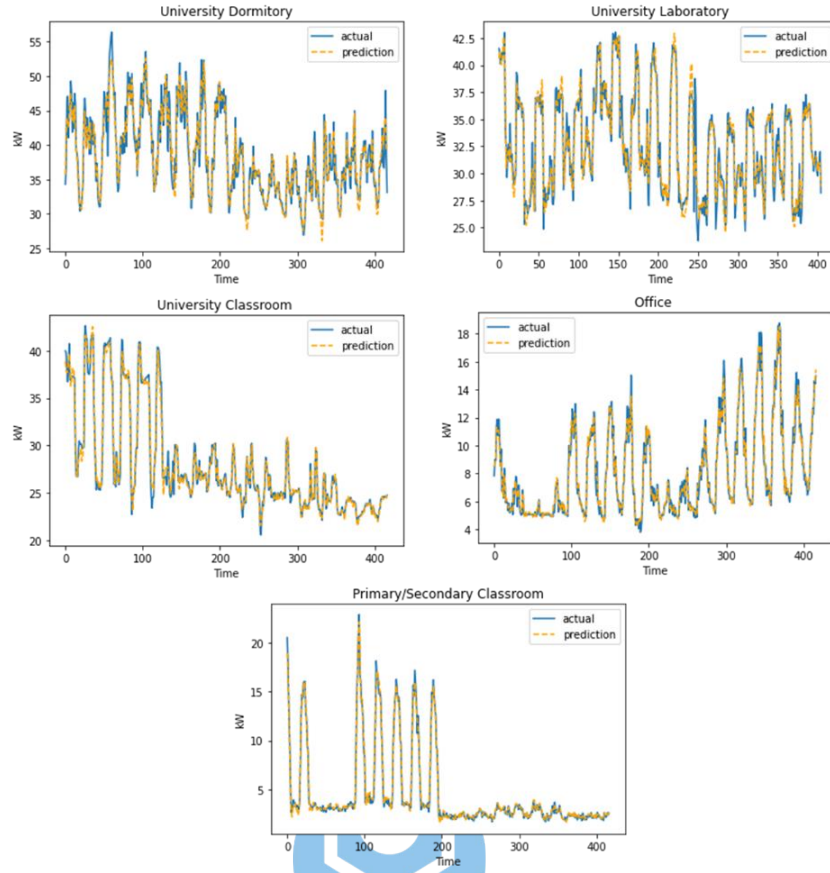 University Dormitory
actual
prediction
55
50
45
40
35
30
25
kW
0 100 200 300 400
Time
University Laboratory
actual
prediction
42.5
40.0
37.5
35.0
32.5
30.0
27.5
25.0
kW
0 50 100 150 200 250 300 350 400
Time
University Classroom
actual
prediction
40
35
30
25
20
kW
0 100 200 300 400
Time
Office
actual
prediction
18
16
14
12
10
8
6
4
kW
0 100 200 300 400
Time
Primary/Secondary Classroom
actual
prediction
20
15
10
5
kW
0 100 200 300 400
Time